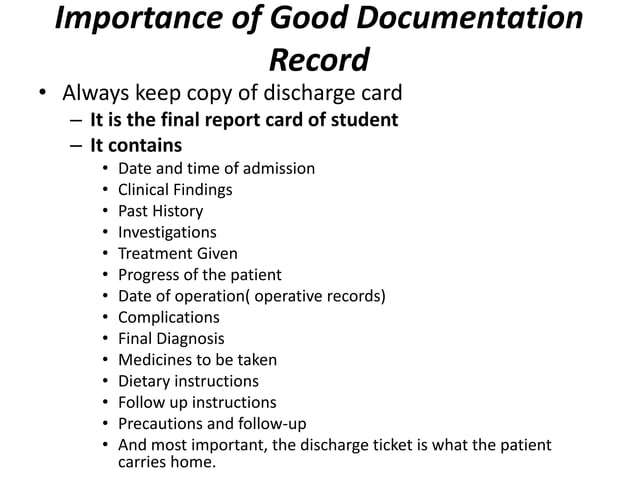 Importance of Good Documentation
Record
• Always keep copy of discharge card
– It is the final report card of student
– It contains
• Date and time of admission
• Clinical Findings
• Past History
• Investigations
• Treatment Given
• Progress of the patient
• Date of operation( operative records)
• Complications
• Final Diagnosis
• Medicines to be taken
• Dietary instructions
• Follow up instructions
• Precautions and follow-up
• And most important, the discharge ticket is what the patient
carries home.